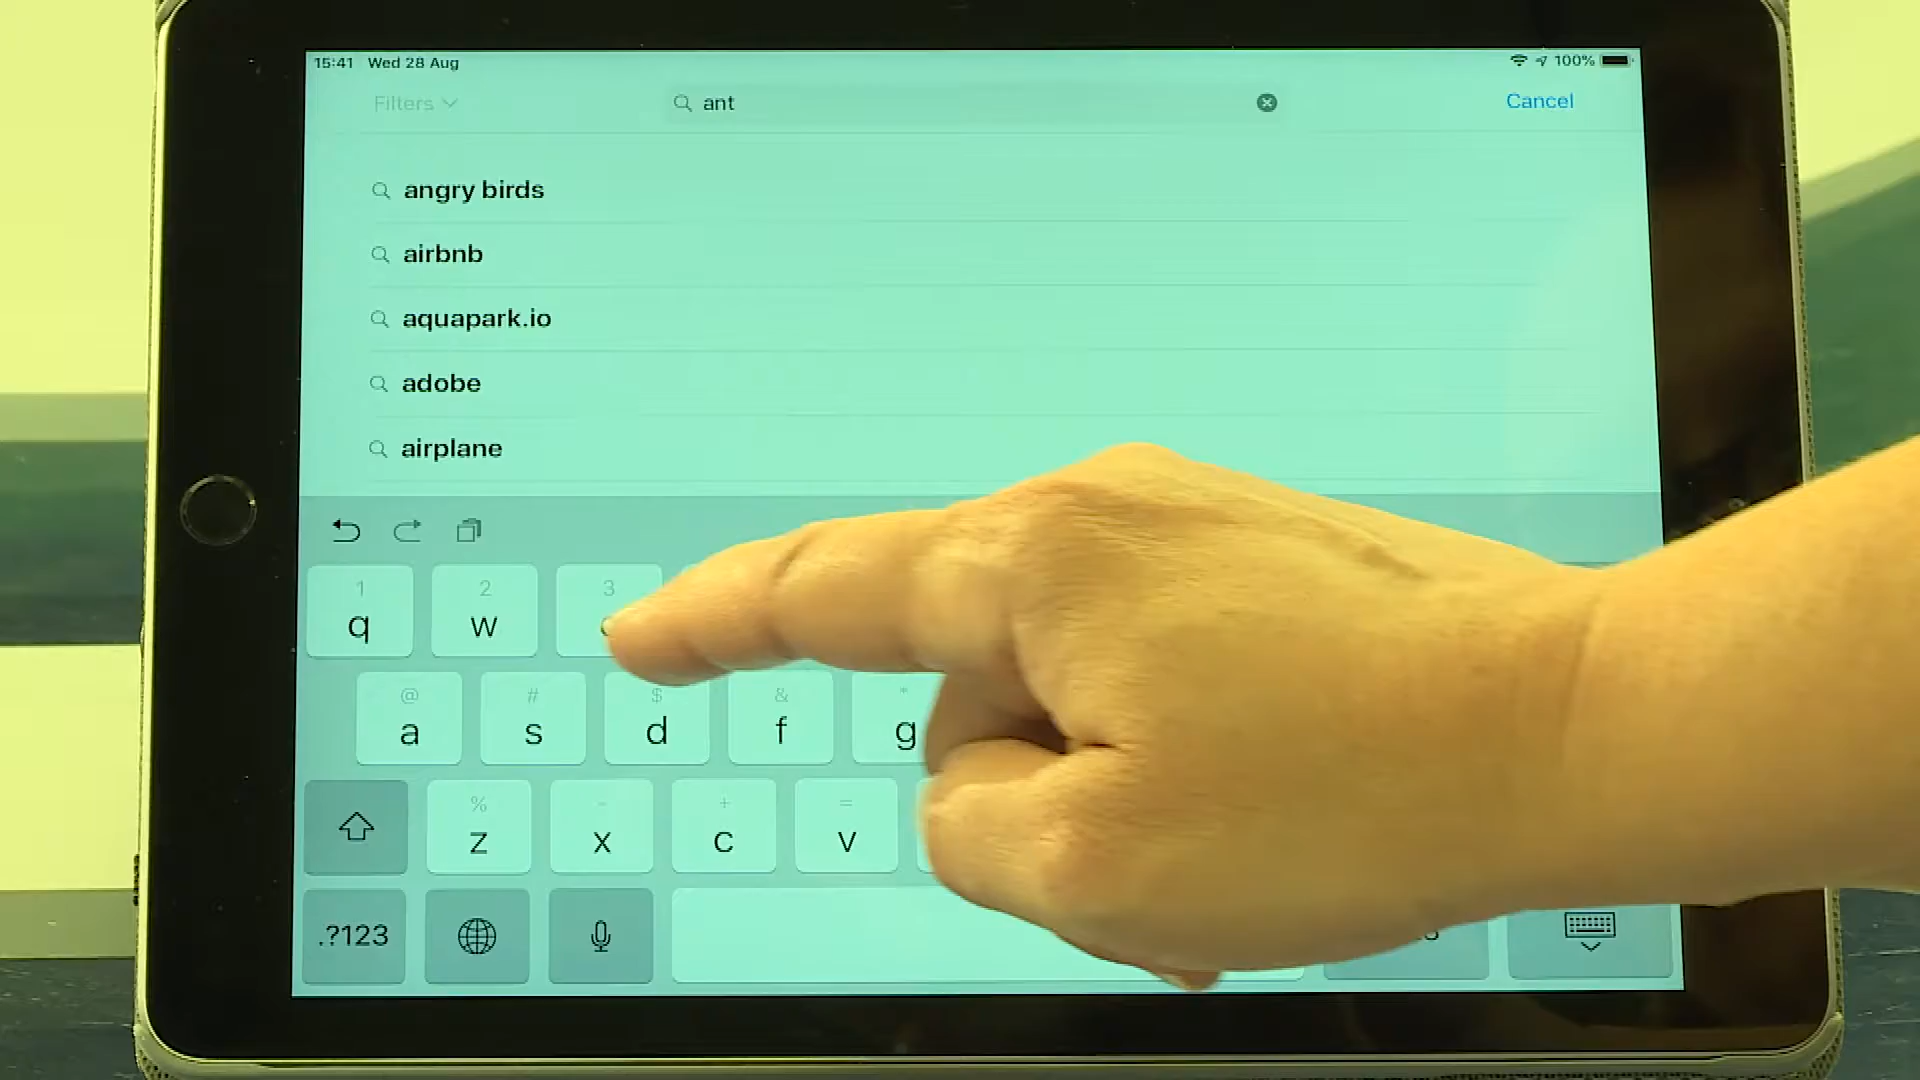 15:41 Wed 28 Aug 100%
Filters ant Cancel
angry birds
airbnb
aquapark.io
adobe
airplane
1 2 3
q w
@ # $ & *
a s d f g
% - + =
z x c v
.?123